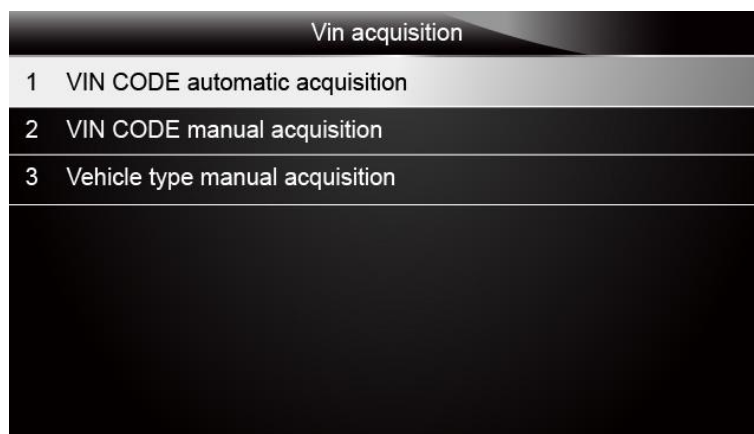 Vin acquisition
1 VIN CODE automatic acquisition
2 VIN CODE manual acquisition
3 Vehicle type manual acquisition